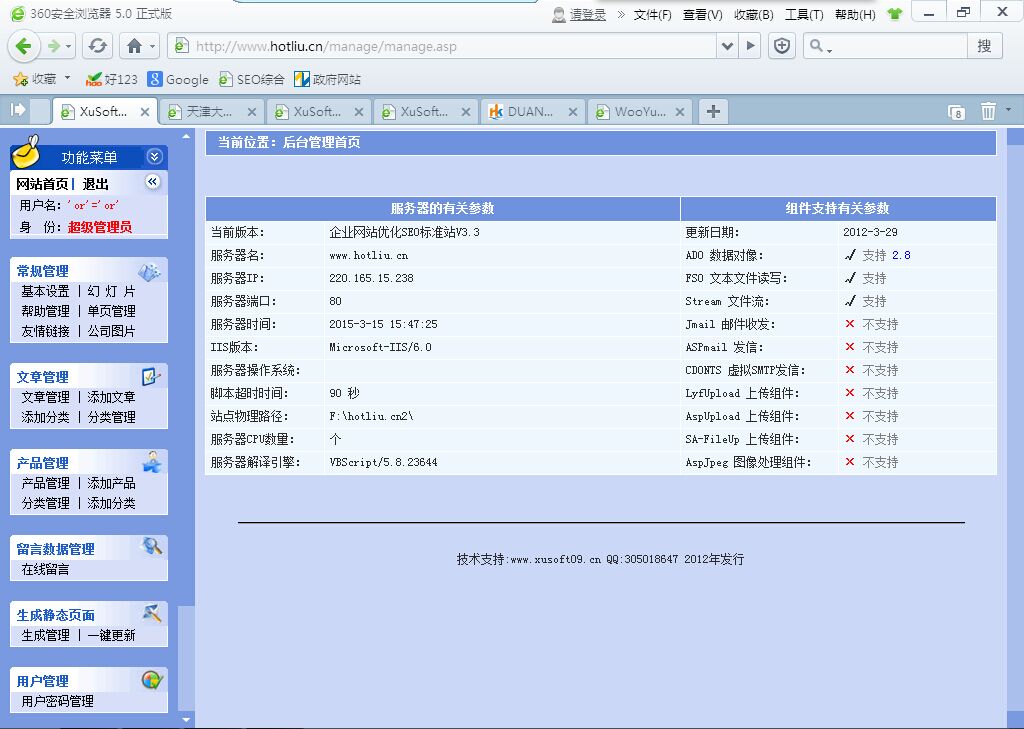 360安全浏览器 5.0 正式版
请登录 » 文件(F) 查看(V) 收藏(B) 工具(T) 帮助(H)
http://www.hotliu.cn/manage/manage.asp
搜
收藏 好123 Google SEO综合 政府网站
XuSoft... 天津大... XuSoft... XuSoft... DUAN... WooYu... 8
功能菜单
网站首页| 退出
用户名: 'or'='or'
身 份: 超级管理员
常规管理
基本设置 | 幻 灯 片
帮助管理 | 单页管理
友情链接 | 公司图片
文章管理
文章管理 | 添加文章
添加分类 | 分类管理
产品管理
产品管理 | 添加产品
分类管理 | 添加分类
留言数据管理
在线留言
生成静态页面
生成管理 | 一键更新
用户管理
用户密码管理
当前位置: 后台管理首页
服务器的有关参数 组件支持有关参数
当前版本: 企业网站优化SEO标准站V3.3 更新日期: 2012-3-29
服务器名: www.hotliu.cn ADO 数据对像: √ 支持 2.8
服务器IP: 220.165.15.238 FSO 文本文件读写: √ 支持
服务器端口: 80 Stream 文件流: √ 支持
服务器时间: 2015-3-15 15:47:25 Jmail 邮件收发: × 不支持
IIS版本: Microsoft-IIS/6.0 ASPmail 发信: × 不支持
服务器操作系统: CDONTS 虚拟SMTP发信: × 不支持
脚本超时时间: 90 秒 LyfUpload 上传组件: × 不支持
站点物理路径: F:\hotliu.cn2\ AspUpload 上传组件: × 不支持
服务器CPU数量: 个 SA-FileUp 上传组件: × 不支持
服务器解译引擎: VBScript/5.8.23644 AspJpeg 图像处理组件: × 不支持
技术支持:www.xusoft09.cn QQ:305018647 2012年发行